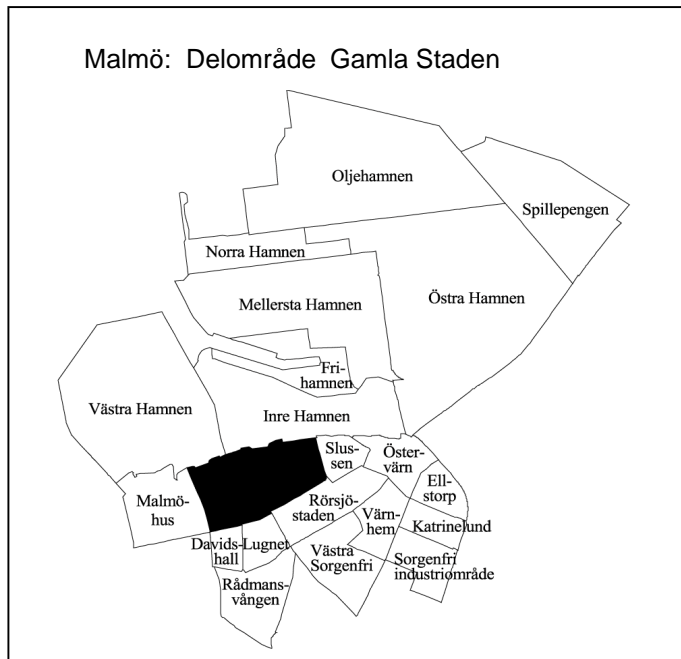 Malmö: Delområde Gamla Staden
Oljehamnen
Spillepengen
Norra Hamnen
Mellersta Hamnen
Östra Hamnen
Fri-
hamnen
Västra Hamnen
Inre Hamnen
Slus-
sen
Öster-
värn
Ell-
storp
Malmö-
hus
Rörsjö-
staden
Värn-
hem
Katrinelund
Davids-
hall
Lugnet
Västra
Sorgenfri
Sorgenfri
industriområde
Rådmans-
vången